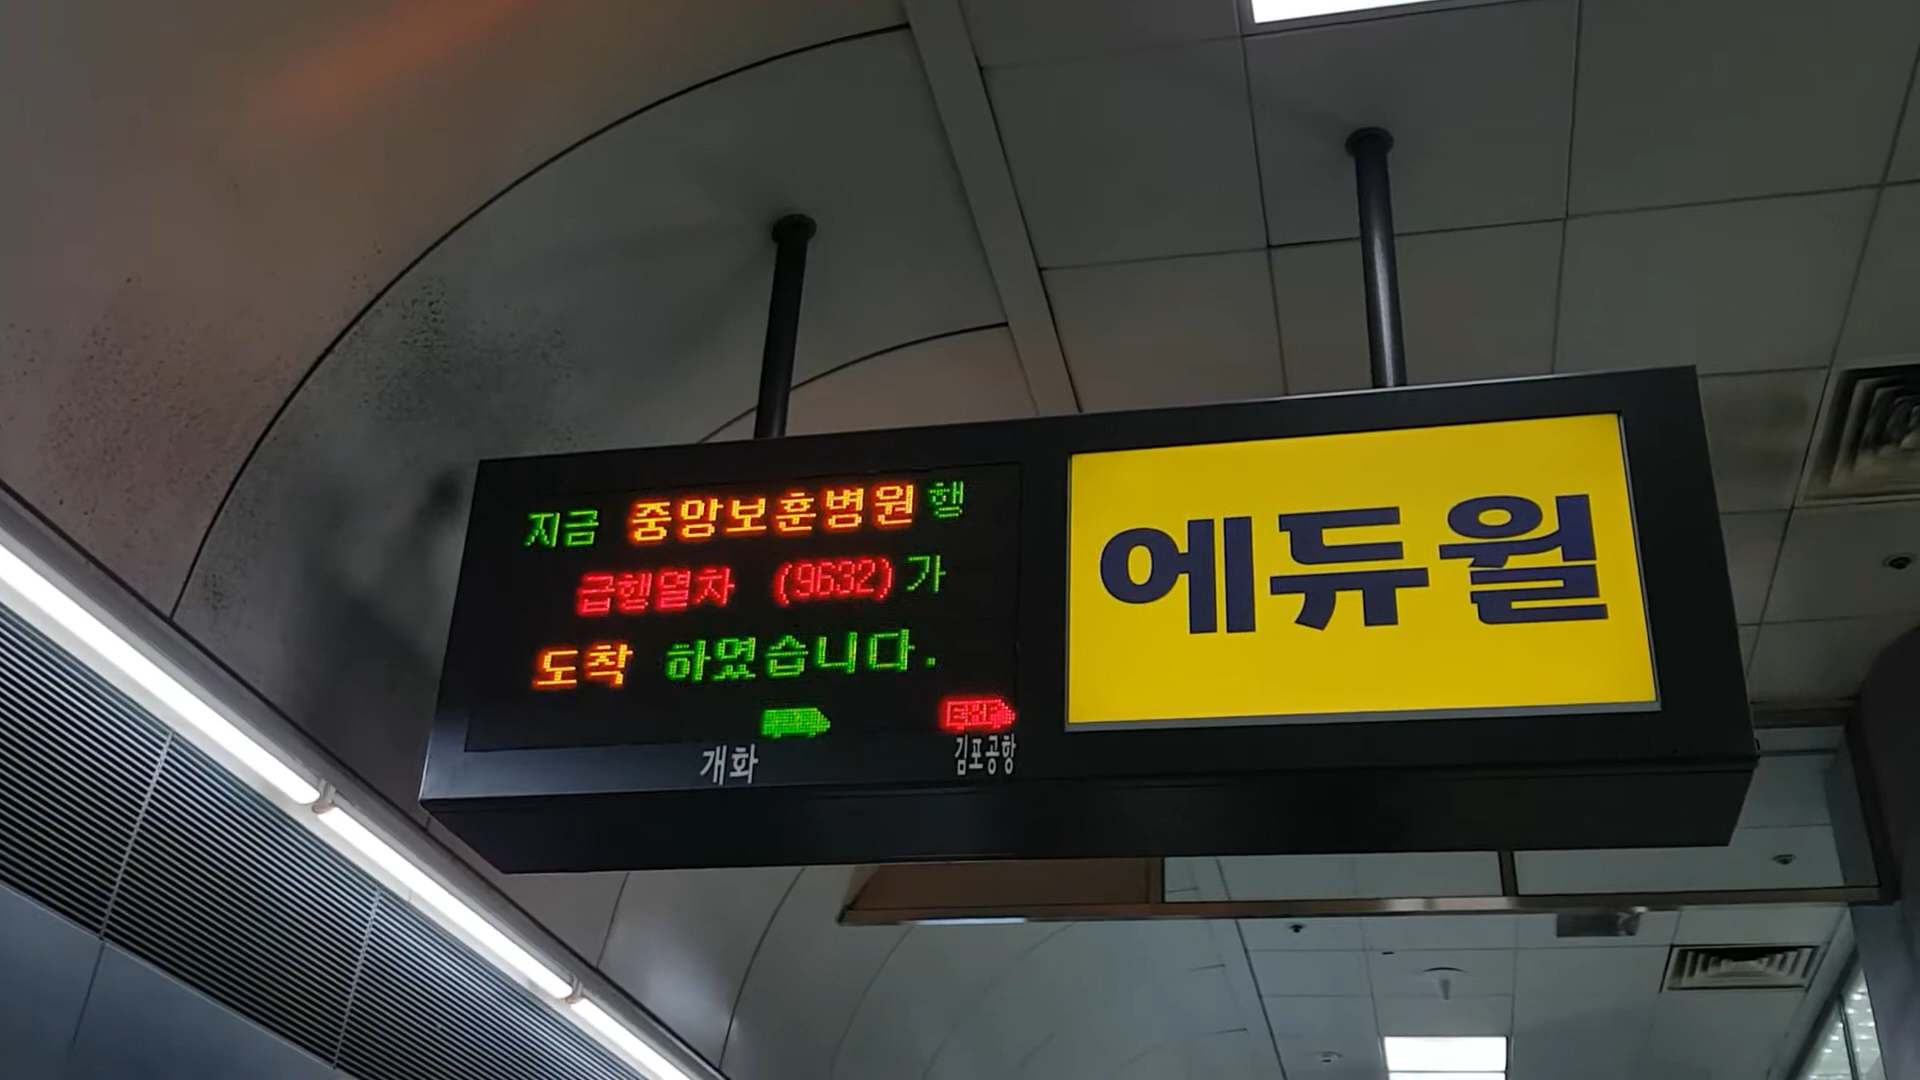 지금 중앙보훈병원행
급행열차 (9632)가
도착 하였습니다.
EXP
개화 김포공항
에듀윌